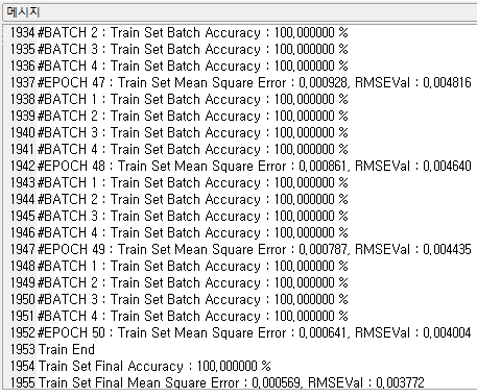 메시지
1934 #BATCH 2 : Train Set Batch Accuracy : 100,000000 %
1935 #BATCH 3 : Train Set Batch Accuracy : 100,000000 %
1936 #BATCH 4 : Train Set Batch Accuracy : 100,000000 %
1937 #EPOCH 47 : Train Set Mean Square Error : 0,000928, RMSEVal : 0,004816
1938 #BATCH 1 : Train Set Batch Accuracy : 100,000000 %
1939 #BATCH 2 : Train Set Batch Accuracy : 100,000000 %
1940 #BATCH 3 : Train Set Batch Accuracy : 100,000000 %
1941 #BATCH 4 : Train Set Batch Accuracy : 100,000000 %
1942 #EPOCH 48 : Train Set Mean Square Error : 0,000861, RMSEVal : 0,004640
1943 #BATCH 1 : Train Set Batch Accuracy : 100,000000 %
1944 #BATCH 2 : Train Set Batch Accuracy : 100,000000 %
1945 #BATCH 3 : Train Set Batch Accuracy : 100,000000 %
1946 #BATCH 4 : Train Set Batch Accuracy : 100,000000 %
1947 #EPOCH 49 : Train Set Mean Square Error : 0,000787, RMSEVal : 0,004435
1948 #BATCH 1 : Train Set Batch Accuracy : 100,000000 %
1949 #BATCH 2 : Train Set Batch Accuracy : 100,000000 %
1950 #BATCH 3 : Train Set Batch Accuracy : 100,000000 %
1951 #BATCH 4 : Train Set Batch Accuracy : 100,000000 %
1952 #EPOCH 50 : Train Set Mean Square Error : 0,000641, RMSEVal : 0,004004
1953 Train End
1954 Train Set Final Accuracy : 100,000000 %
1955 Train Set Final Mean Square Error : 0,000569, RMSEVal : 0,003772